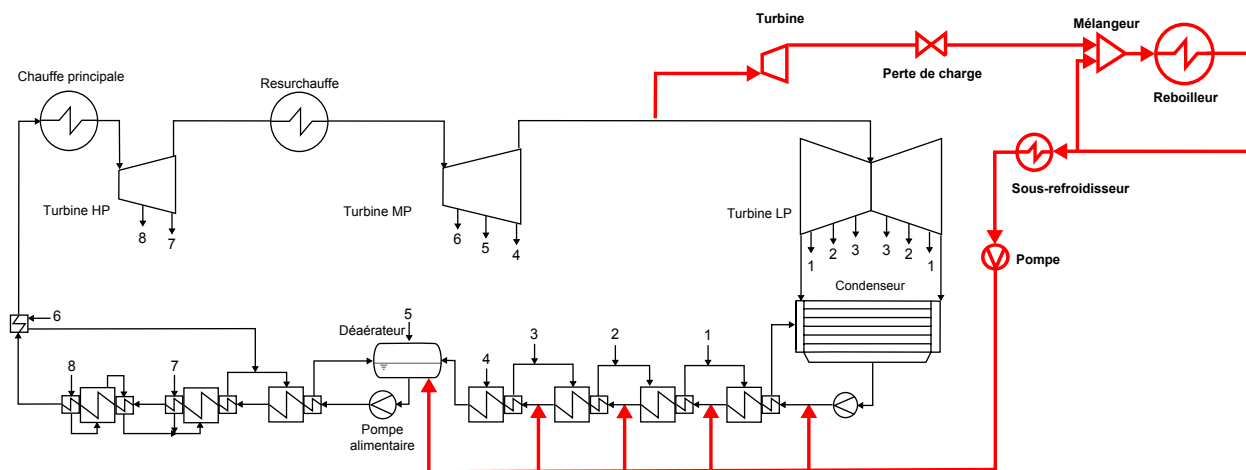 Turbine
Mélangeur
Perte de charge
Reboilleur
Chauffe principale
Resurchauffe
Sous-refroidisseur
Turbine HP
8
7
Turbine MP
6
5
4
Turbine LP
1
2
3
3
2
1
Pompe
Condenseur
6
Déaérateur
5
8
7
4
3
2
1
Pompe
alimentaire